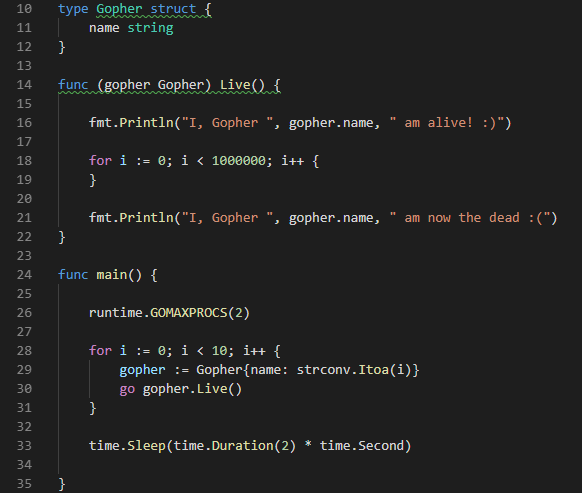 10 type Gopher struct {
11     name string
12 }
13
14 func (gopher Gopher) Live() {
15
16     fmt.Println("I, Gopher ", gopher.name, " am alive! :)")
17
18     for i := 0; i < 1000000; i++ {
19     }
20
21     fmt.Println("I, Gopher ", gopher.name, " am now the dead :(")
22 }
23
24 func main() {
25
26     runtime.GOMAXPROCS(2)
27
28     for i := 0; i < 10; i++ {
29         gopher := Gopher{name: strconv.Itoa(i)}
30         go gopher.Live()
31     }
32
33     time.Sleep(time.Duration(2) * time.Second)
34
35 }